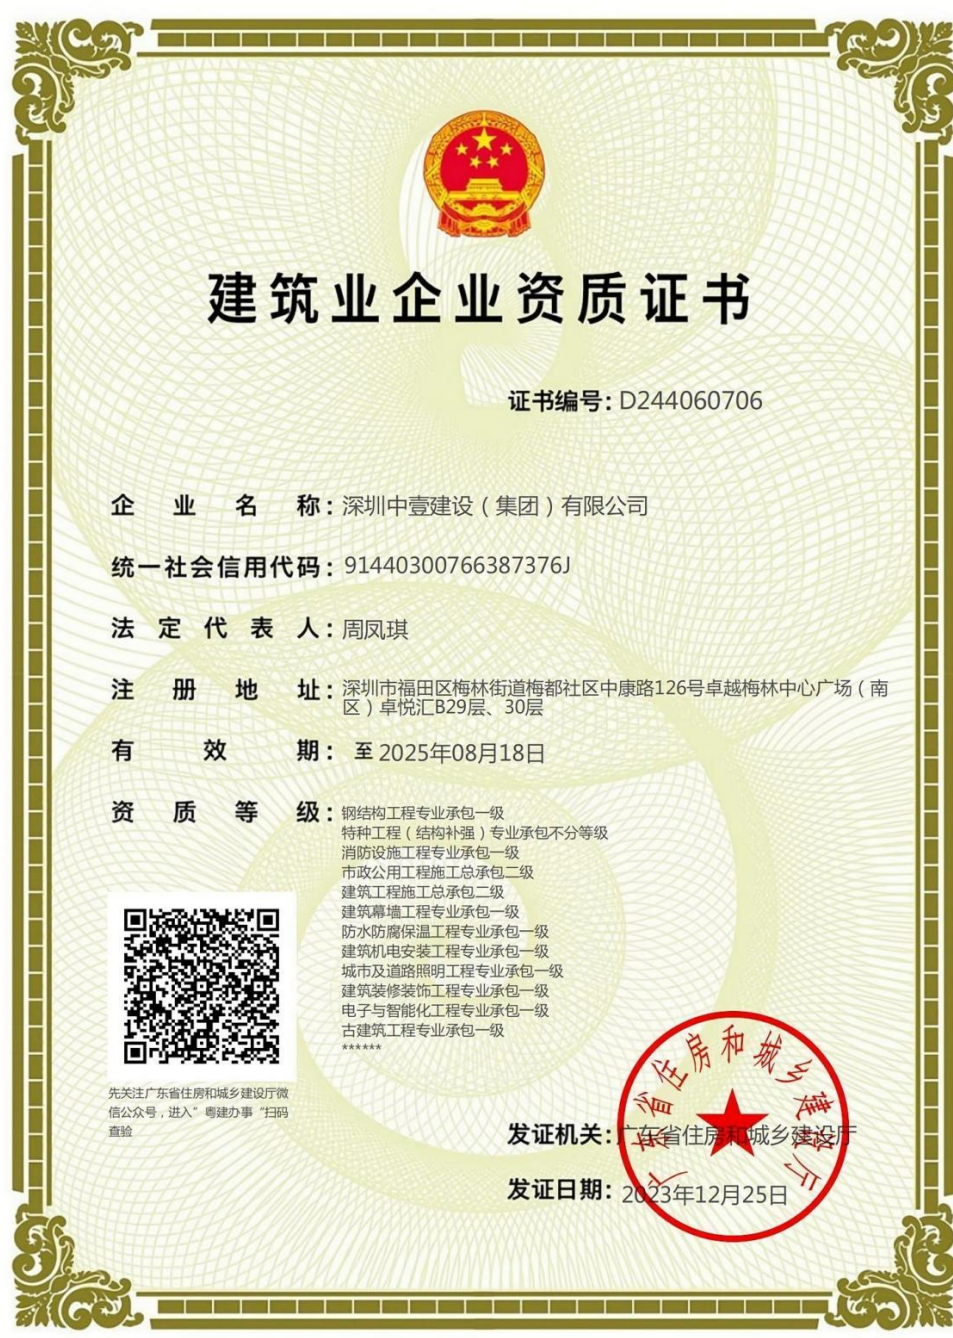 建筑业企业资质证书
证书编号: D244060706
企业名称: 深圳中壹建设（集团）有限公司
统一社会信用代码: 91440300766387376J
法定代表人: 周凤琪
注册地址: 深圳市福田区梅林街道梅都社区中康路126号卓越梅林中心广场（南
区）卓悦汇B29层、30层
有效期: 至 2025年08月18日
资质等级: 钢结构工程专业承包一级
特种工程（结构补强）专业承包不分等级
消防设施工程专业承包一级
市政公用工程施工总承包二级
建筑工程施工总承包二级
建筑幕墙工程专业承包一级
防水防腐保温工程专业承包一级
建筑机电安装工程专业承包一级
城市及道路照明工程专业承包一级
建筑装修装饰工程专业承包一级
电子与智能化工程专业承包一级
古建筑工程专业承包一级
******
先关注广东省住房和城乡建设厅微
信公众号，进入”粤建办事“扫码
查验
发证机关: 广东省住房和城乡建设厅
发证日期: 2023年12月25日
广东省住房和城乡建设厅